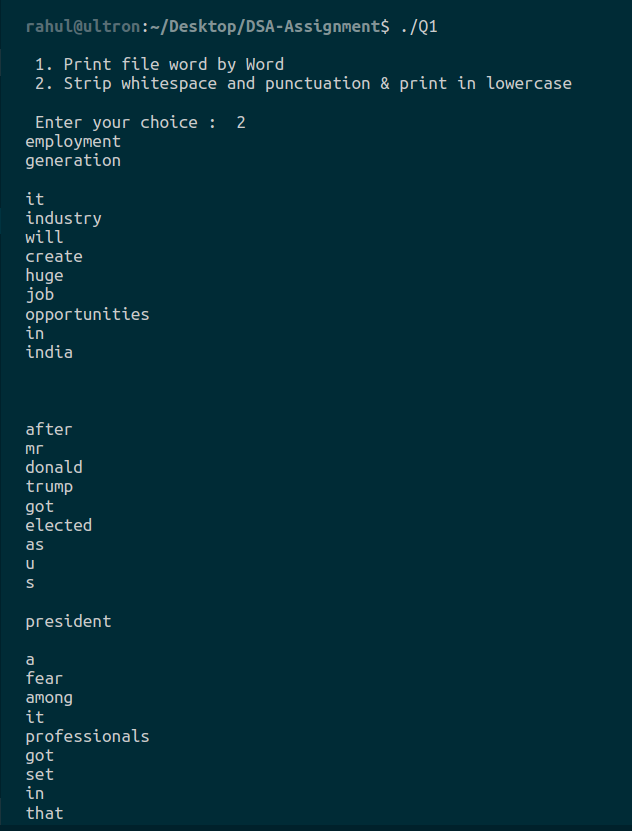 rahul@ultron:~/Desktop/DSA-Assignment$ ./Q1
1. Print file word by Word
2. Strip whitespace and punctuation & print in lowercase
Enter your choice :  2
employment
generation
it
industry
will
create
huge
job
opportunities
in
india
after
mr
donald
trump
got
elected
as
u
s
president
a
fear
among
it
professionals
got
set
in
that